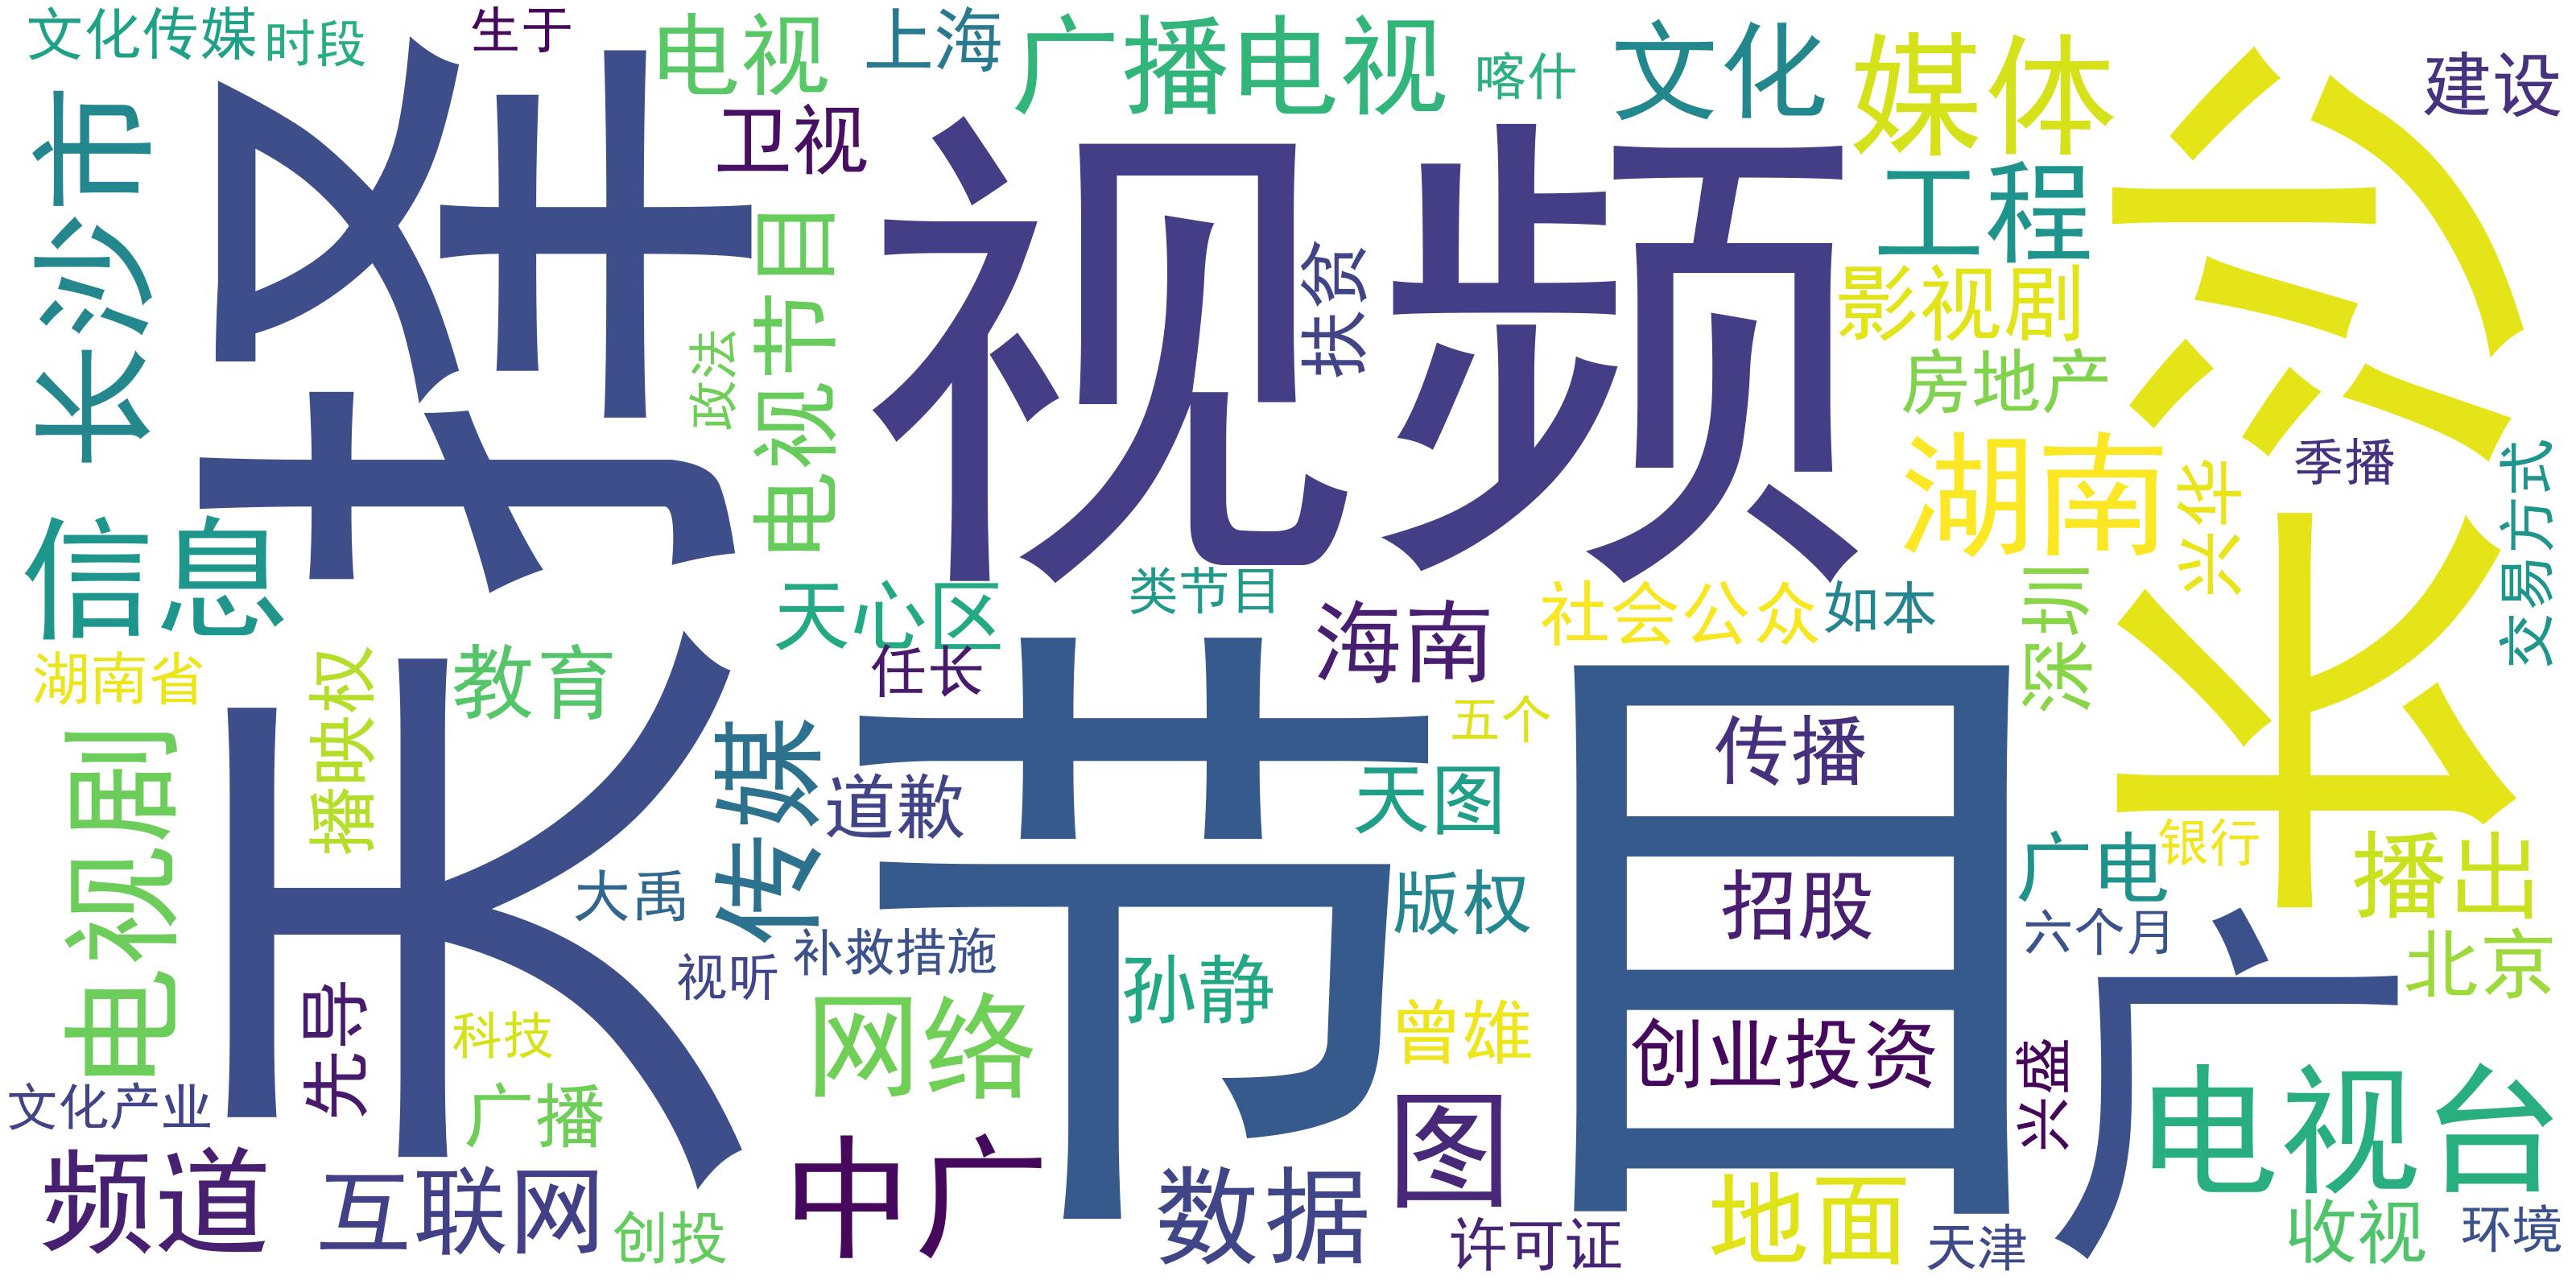 文化传媒
时段
生于
电视
上海
广播电视
喀什
文化
媒体
建设
长沙市
天择
卫视
视频
工程
长沙
扶贫
影视剧
电视节目
政法
房地产
湖南
季播
兴华
交易方式
信息
天心区
类节目
海南
社会公众
如本
深圳
湖南省
播映权
教育
任长
节目
五个
传播
电视剧
传媒
道歉
天图
广电
银行
播出
大禹
版权
招股
六个月
北京
视听
补救措施
孙静
先导
科技
网络
曾雄
创业投资
兴盛
广
文化产业
广播
图
电视台
频道
互联网
中广
数据
地面
创投
许可证
天津
收视
环境